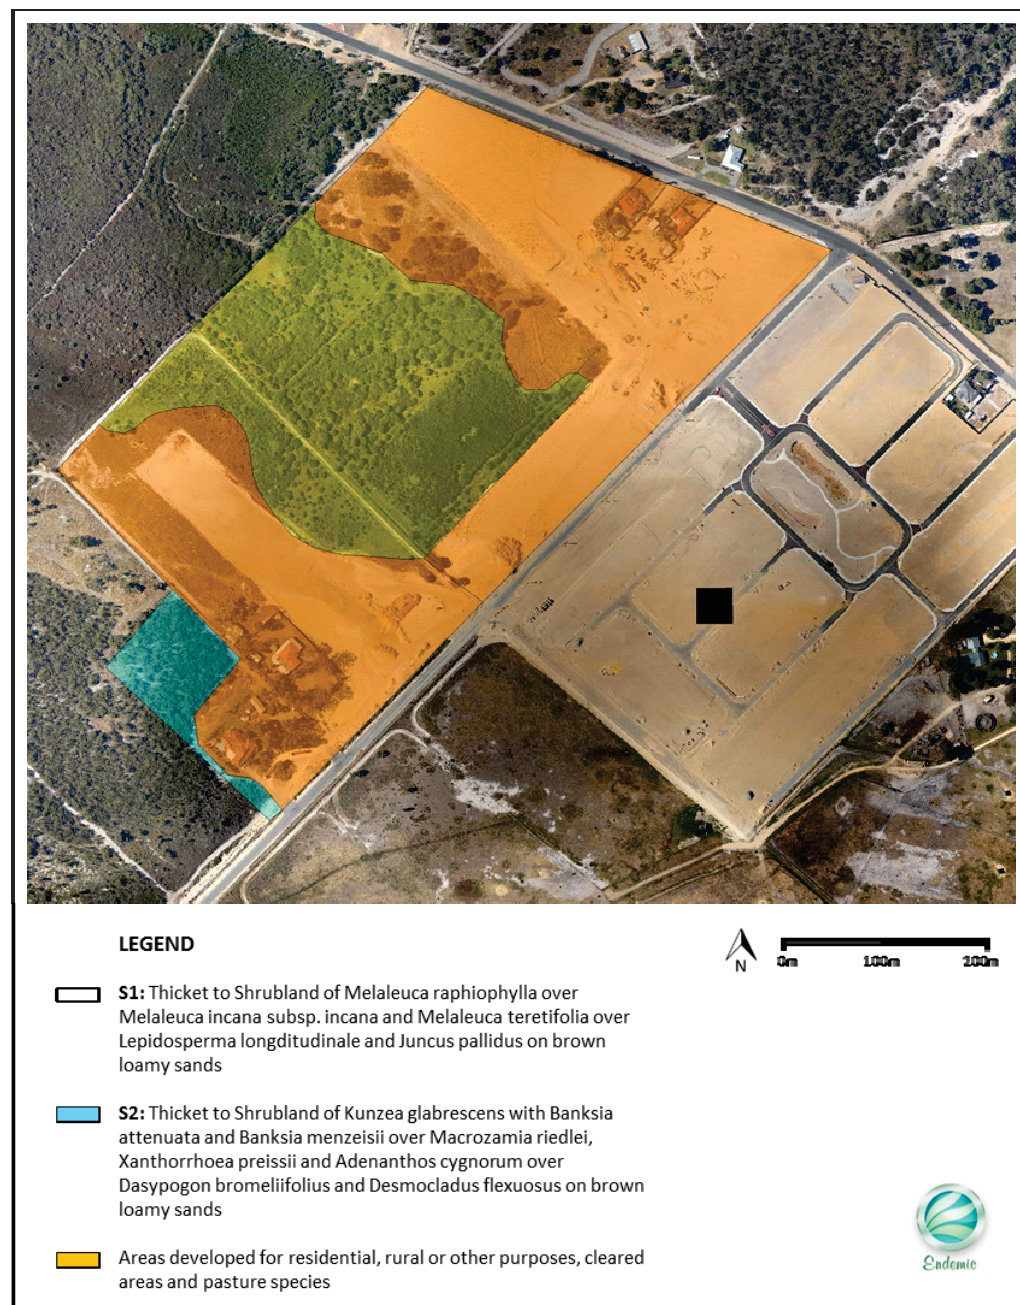 LEGEND
N
0m 100m 200m
S1: Thicket to Shrubland of Melaleuca raphiophylla over
Melaleuca incana subsp. incana and Melaleuca teretifolia over
Lepidosperma longditudinale and Juncus pallidus on brown
loamy sands
S2: Thicket to Shrubland of Kunzea glabrescens with Banksia
attenuata and Banksia menzeisii over Macrozamia riedlei,
Xanthorrhoea preissii and Adenanthos cygnorum over
Dasypogon bromeliifolius and Desmocladus flexuosus on brown
loamy sands
Areas developed for residential, rural or other purposes, cleared
areas and pasture species
Endemic